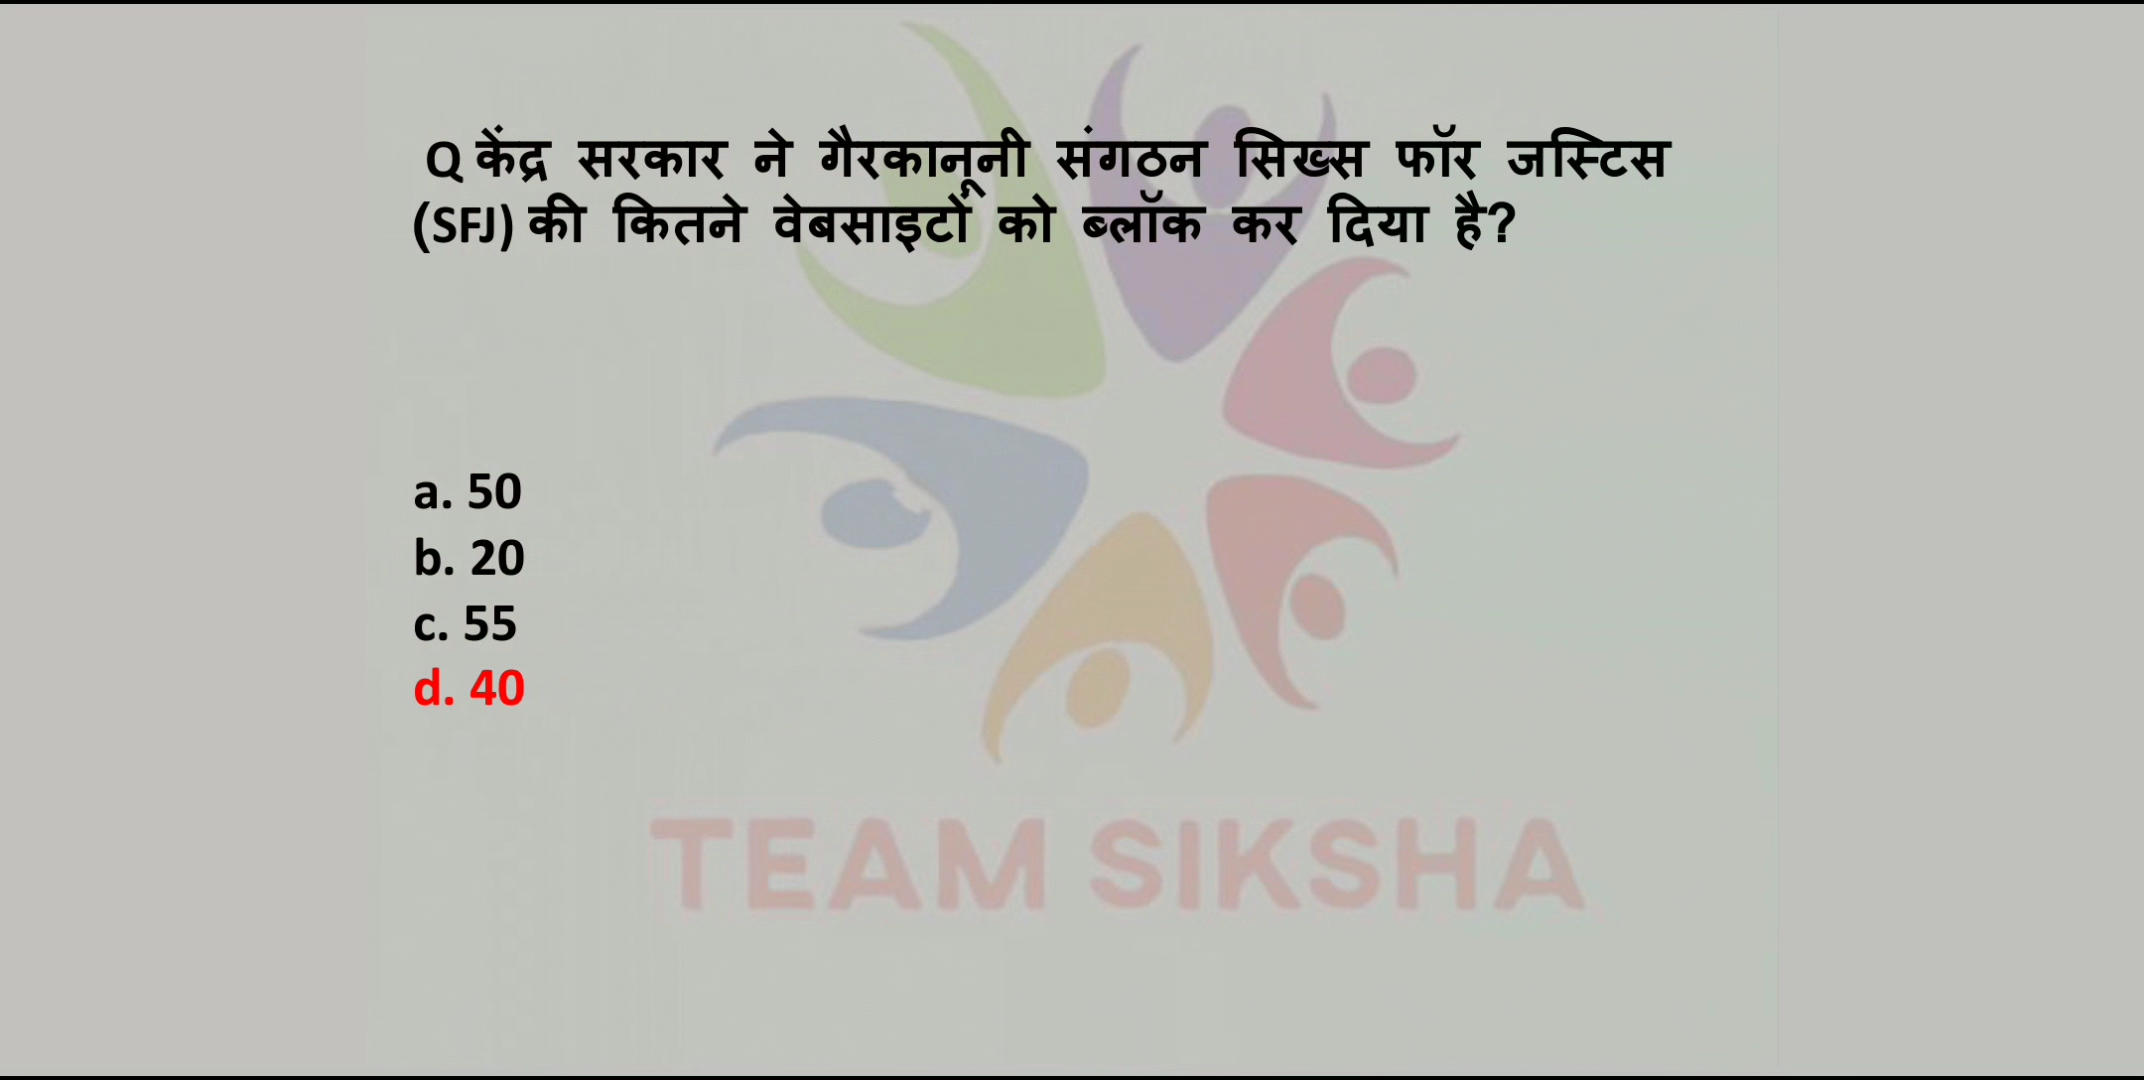 Q केंद्र सरकार ने गैरकानूनी संगठन सिख्स फॉर जस्टिस
(SFJ) की कितने वेबसाइटों को ब्लॉक कर दिया है?
a. 50
b. 20
c. 55
d. 40
TEAM SIKSHA